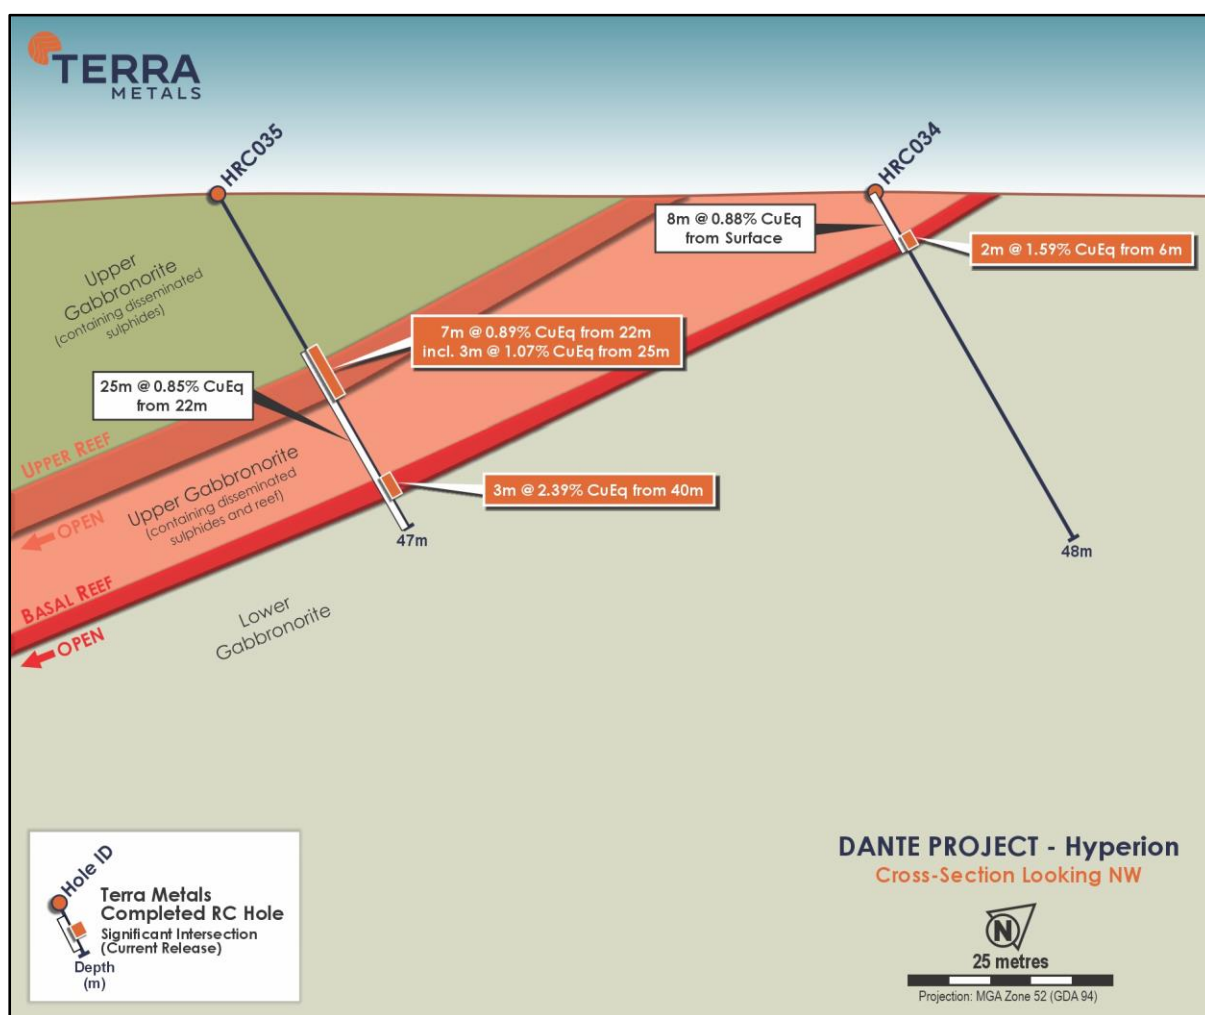 TERRA
METALS
HRC035
HRC034
8m @ 0.88% CuEq
from Surface
2m @ 1.59% CuEq from 6m
Upper
Gabbronorite
(containing disseminated
sulphides)
7m @ 0.89% CuEq from 22m
incl. 3m @ 1.07% CuEq from 25m
25m @ 0.85% CuEq
from 22m
UPPER REEF
OPEN
Upper Gabbronorite
(containing disseminated
sulphides and reef)
3m @ 2.39% CuEq from 40m
47m
48m
BASAL REEF
OPEN
Lower
Gabbronorite
Hole ID
Terra Metals
Completed RC Hole
Significant Intersection
(Current Release)
Depth
(m)
DANTE PROJECT - Hyperion
Cross-Section Looking NW
N
25 metres
Projection: MGA Zone 52 (GDA 94)